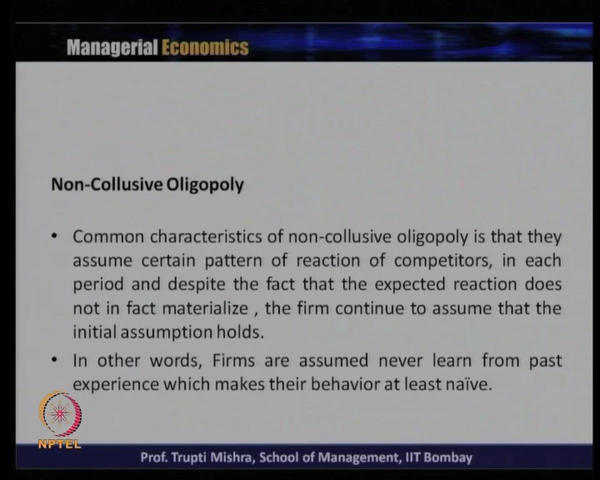 Managerial Economics
Non-Collusive Oligopoly
• Common characteristics of non-collusive oligopoly is that they
assume certain pattern of reaction of competitors, in each
period and despite the fact that the expected reaction does
not in fact materialize , the firm continue to assume that the
initial assumption holds.
• In other words, Firms are assumed never learn from past
experience which makes their behavior at least naïve.
NPTEL
Prof. Trupti Mishra, School of Management, IIT Bombay